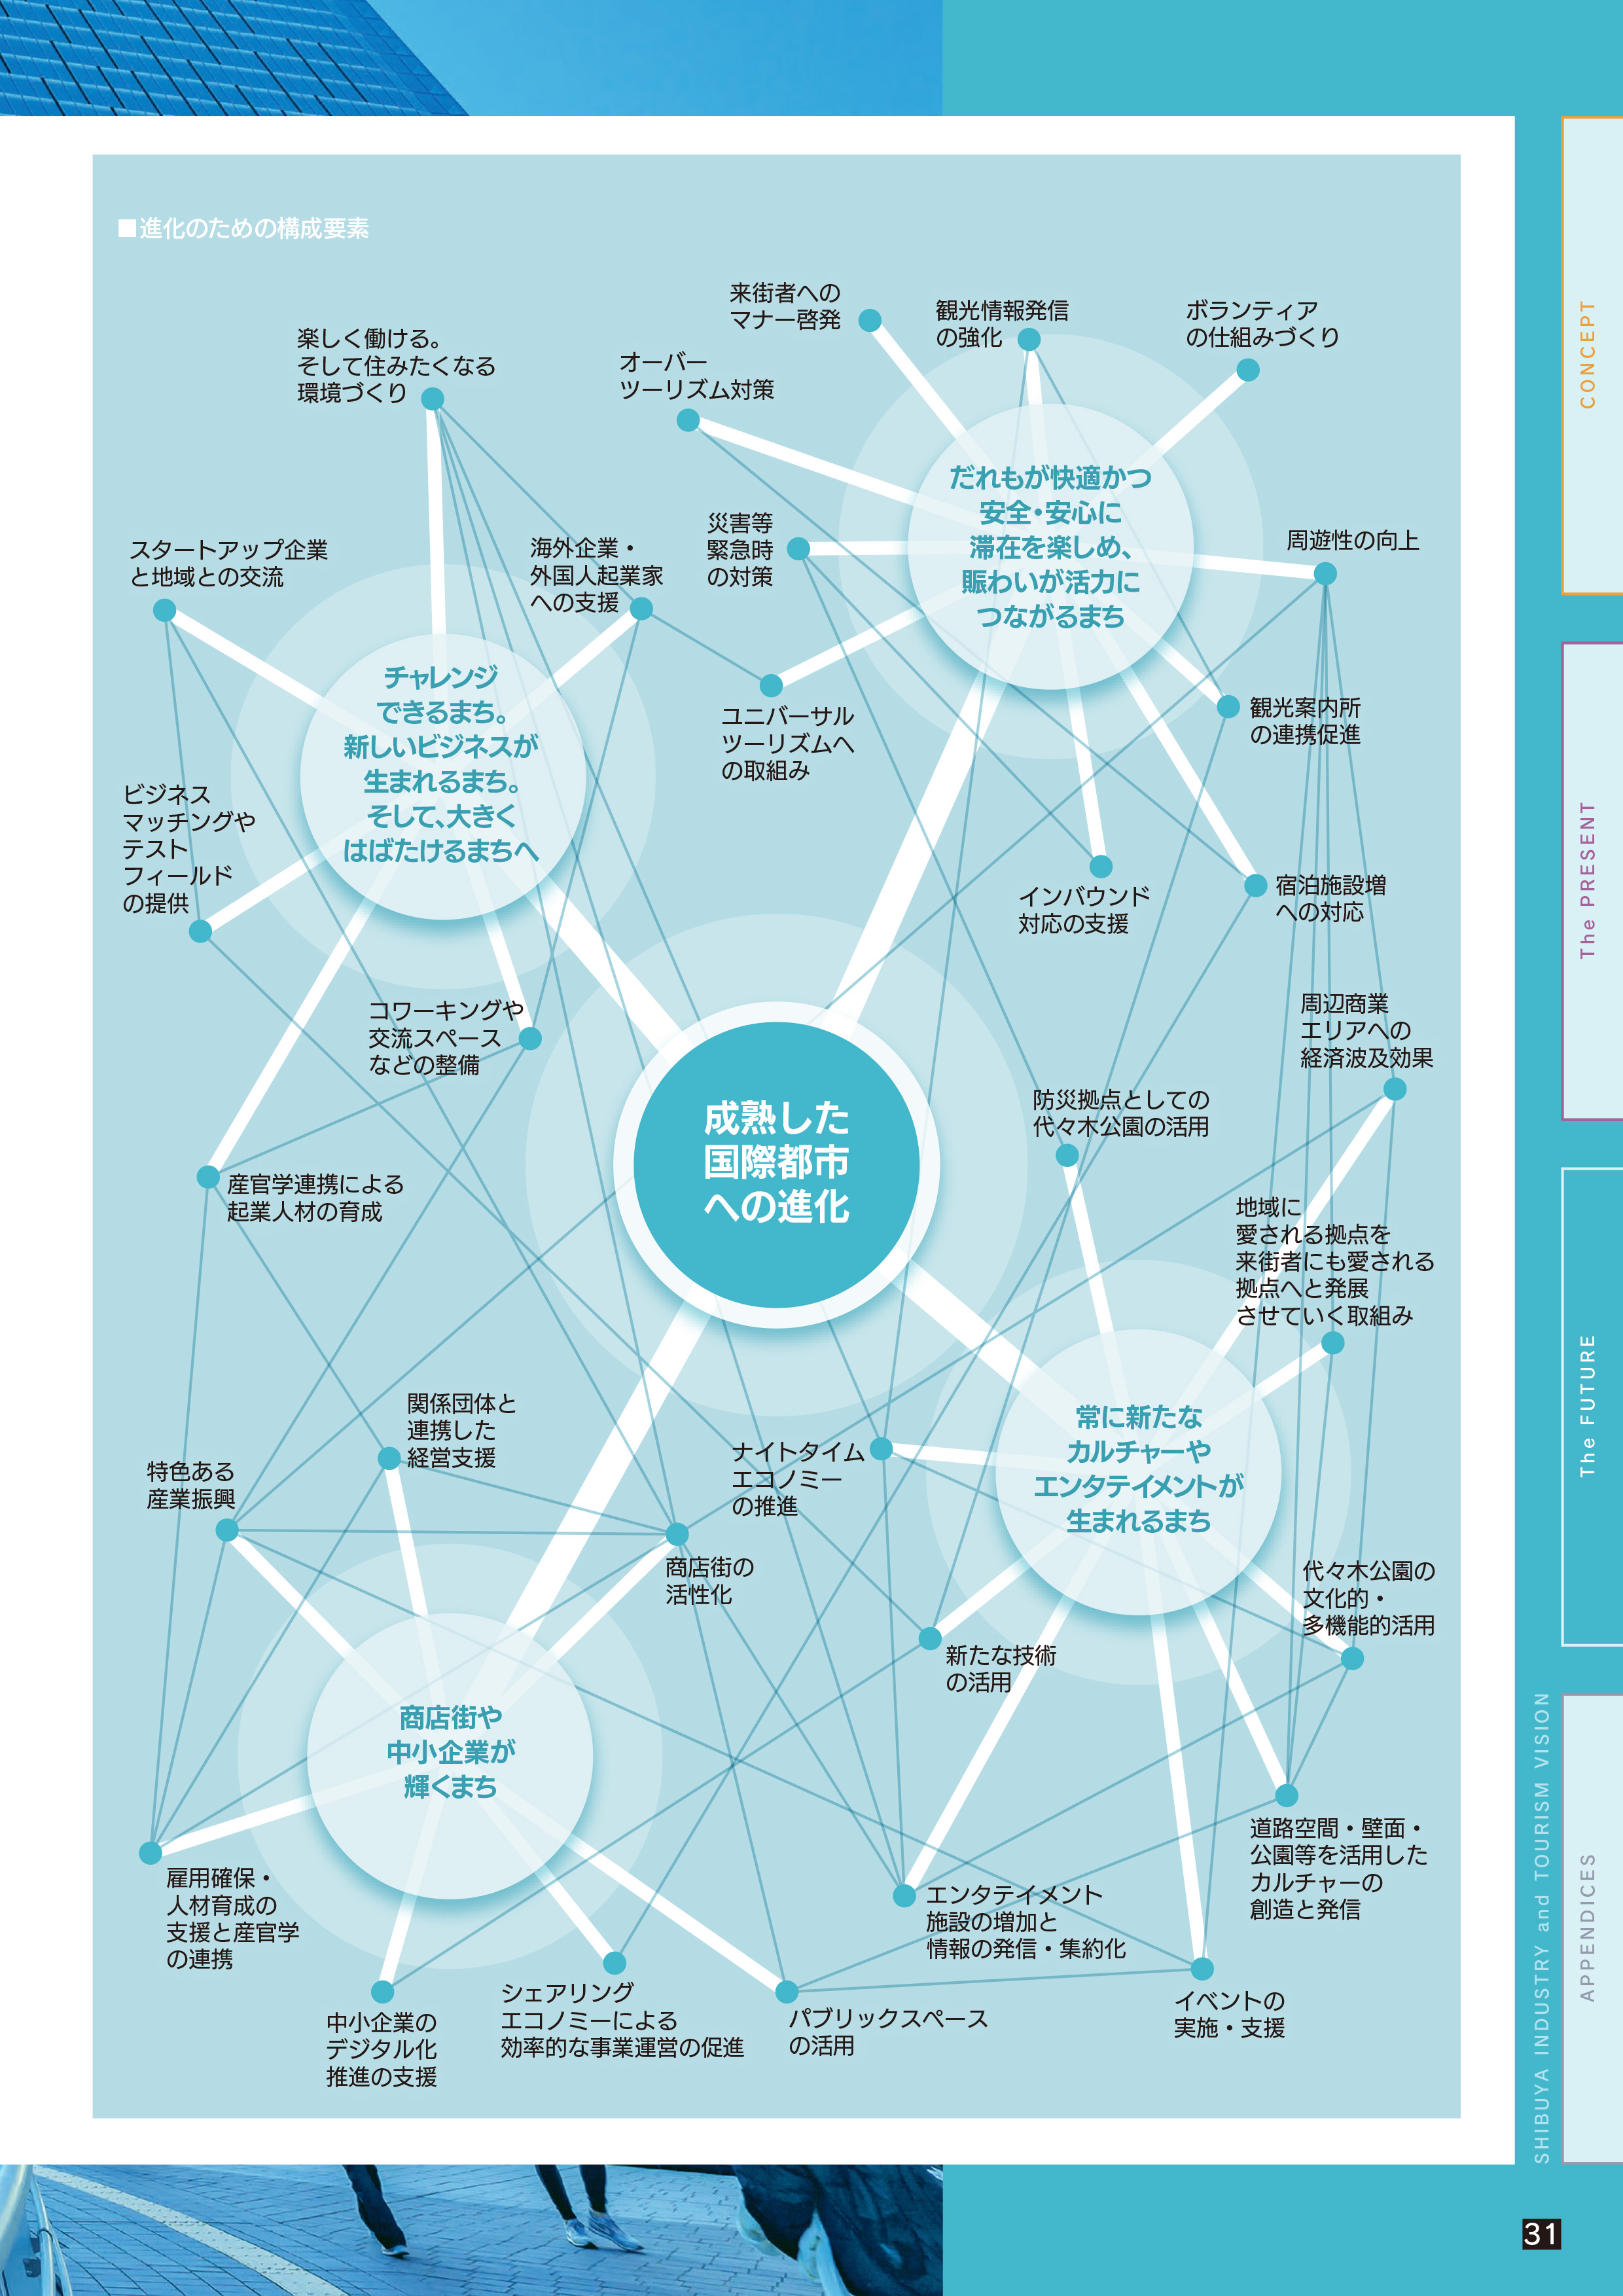 ■進化のための構成要素
来街者への
マナー啓発
観光情報発信
の強化
ボランティア
の仕組みづくり
楽しく働ける。
そして住みたくなる
環境づくり
オーバー
ツーリズム対策
だれもが快適かつ
安全・安心に
滞在を楽しめ、
賑わいが活力に
つながるまち
災害等
緊急時
の対策
周遊性の向上
スタートアップ企業
と地域との交流
海外企業・
外国人起業家
への支援
チャレンジ
できるまち。
新しいビジネスが
生まれるまち。
そして、大きく
はばたけるまちへ
ユニバーサル
ツーリズムへ
の取組み
観光案内所
の連携促進
ビジネス
マッチングや
テスト
フィールド
の提供
インバウンド
対応の支援
宿泊施設増
への対応
コワーキングや
交流スペース
などの整備
周辺商業
エリアへの
経済波及効果
成熟した
国際都市
への進化
防災拠点としての
代々木公園の活用
産官学連携による
起業人材の育成
地域に
愛される拠点を
来街者にも愛される
拠点へと発展
させていく取組み
関係団体と
連携した
経営支援
特色ある
産業振興
ナイトタイム
エコノミー
の推進
常に新たな
カルチャーや
エンタテイメントが
生まれるまち
商店街の
活性化
新たな技術
の活用
代々木公園の
文化的・
多機能的活用
商店街や
中小企業が
輝くまち
道路空間・壁面・
公園等を活用した
カルチャーの
創造と発信
雇用確保・
人材育成の
支援と産官学
の連携
エンタテイメント
施設の増加と
情報の発信・集約化
中小企業の
デジタル化
推進の支援
シェアリング
エコノミーによる
効率的な事業運営の促進
パブリックスペース
の活用
イベントの
実施・支援
CONCEPT
The PRESENT
The FUTURE
APPENDICES
SHIBUYA INDUSTRY and TOURISM VISION
31